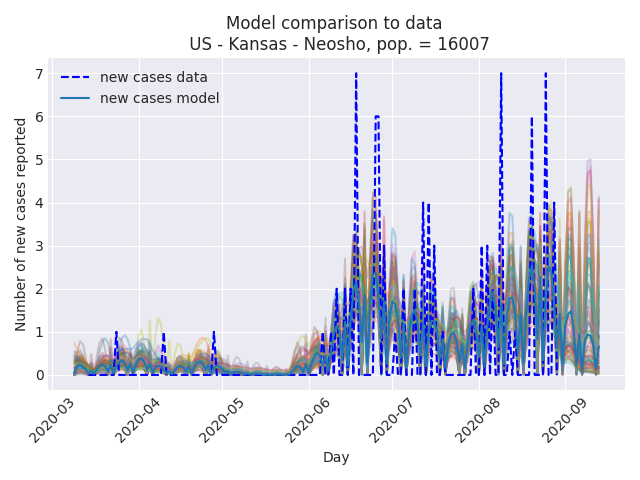 Model comparison to data
US - Kansas - Neosho, pop. = 16007
new cases data
new cases model
Number of new cases reported
7
6
5
4
3
2
1
0
2020-03
2020-04
2020-05
2020-06
2020-07
2020-08
2020-09
Day